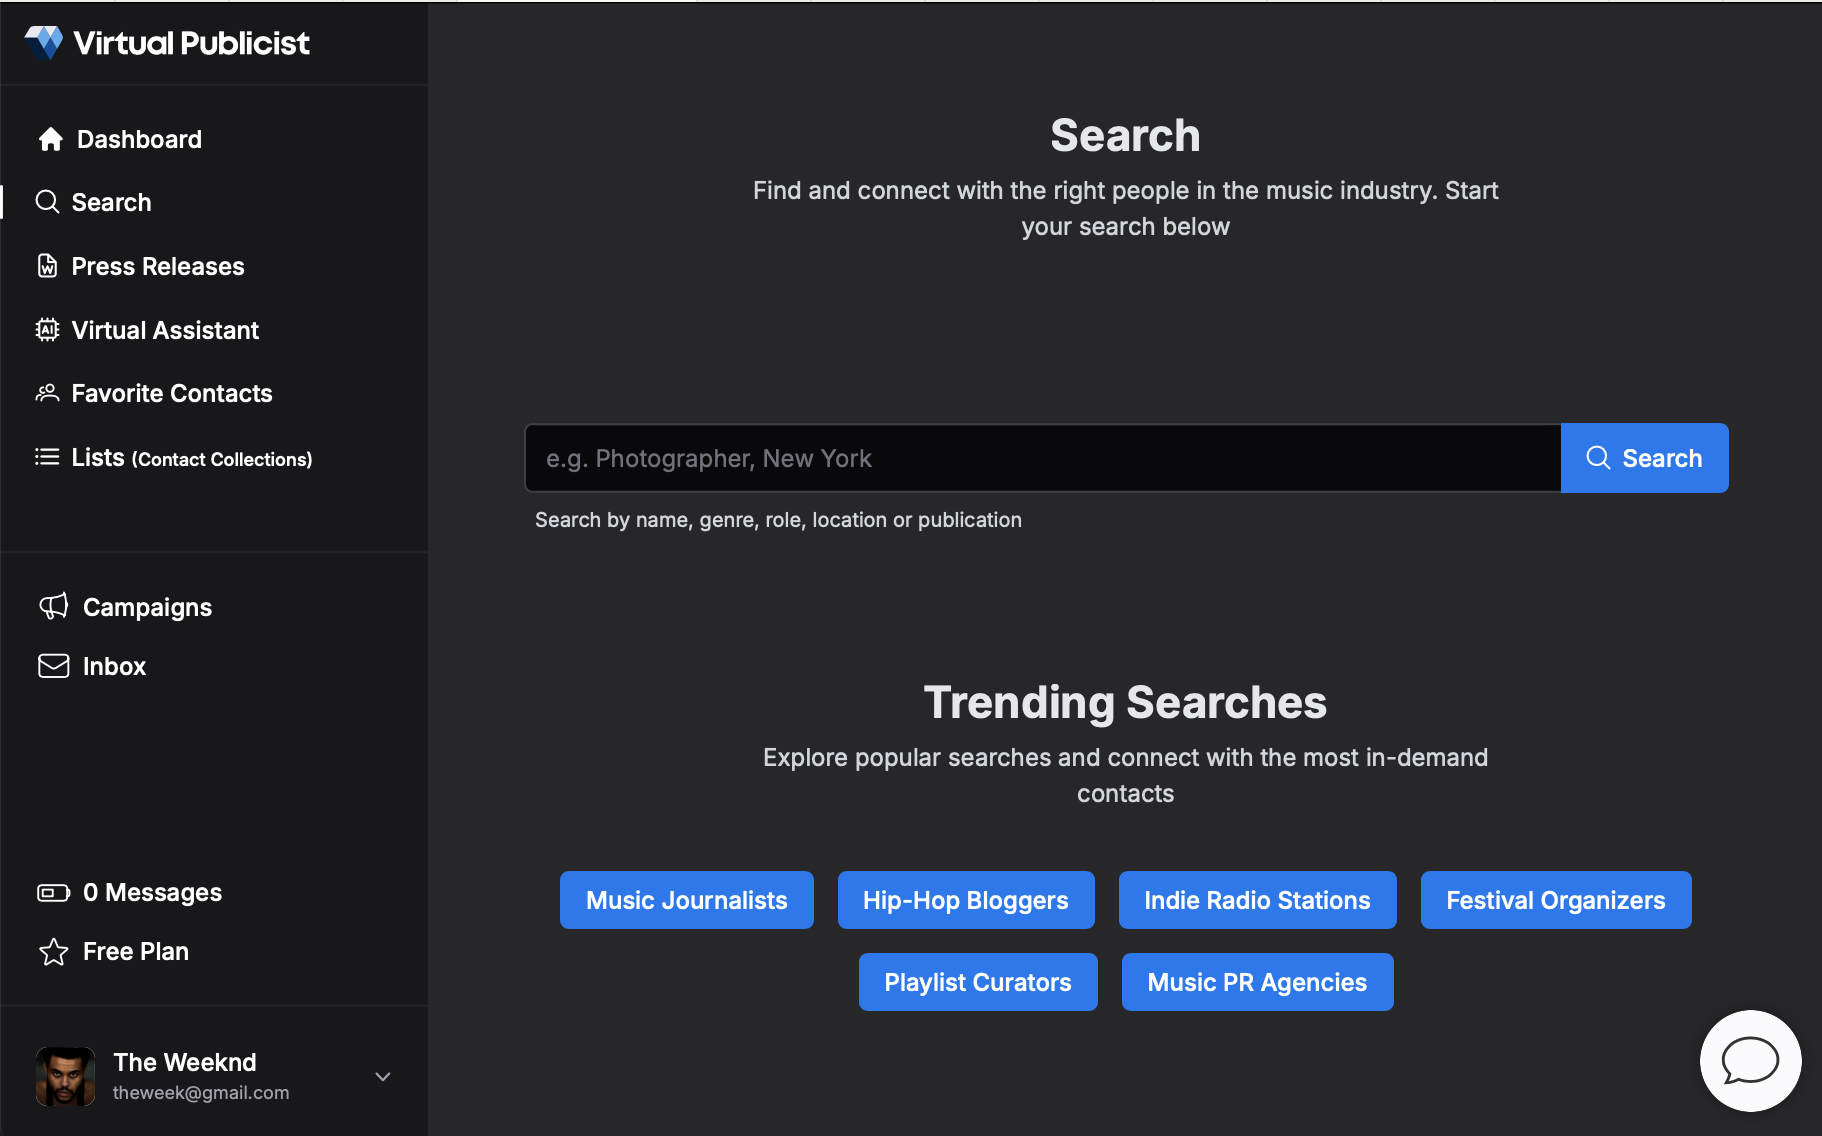 Virtual Publicist
Dashboard
Search
Press Releases
Virtual Assistant
Favorite Contacts
Lists (Contact Collections)
Campaigns
Inbox
0 Messages
Free Plan
The Weeknd
theweek@gmail.com
Search
Find and connect with the right people in the music industry. Start
your search below
e.g. Photographer, New York
Search
Search by name, genre, role, location or publication
Trending Searches
Explore popular searches and connect with the most in-demand
contacts
Music Journalists
Hip-Hop Bloggers
Indie Radio Stations
Festival Organizers
Playlist Curators
Music PR Agencies